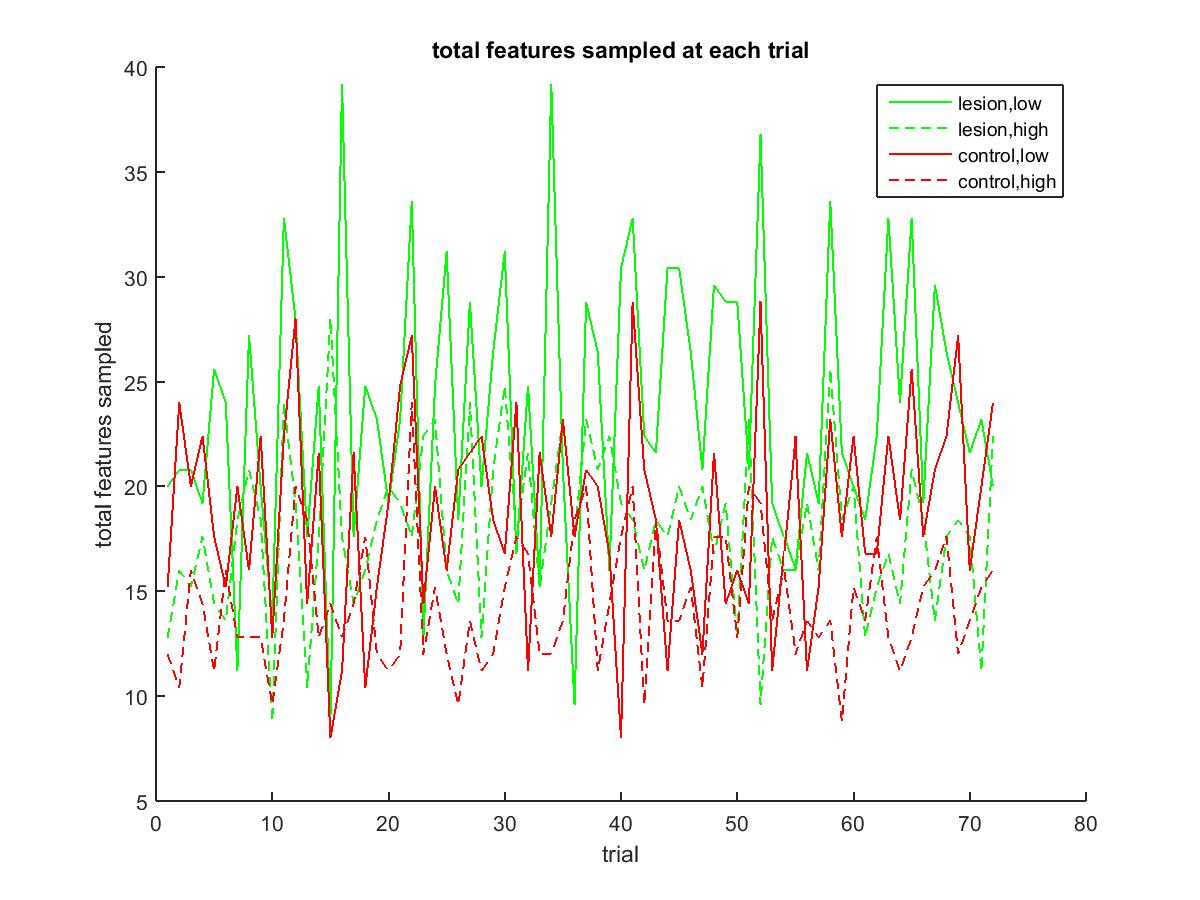 total features sampled at each trial
40
35
30
25
20
15
10
5
total features sampled
0
10
20
30
40
50
60
70
80
trial
lesion,low
lesion,high
control,low
control,high